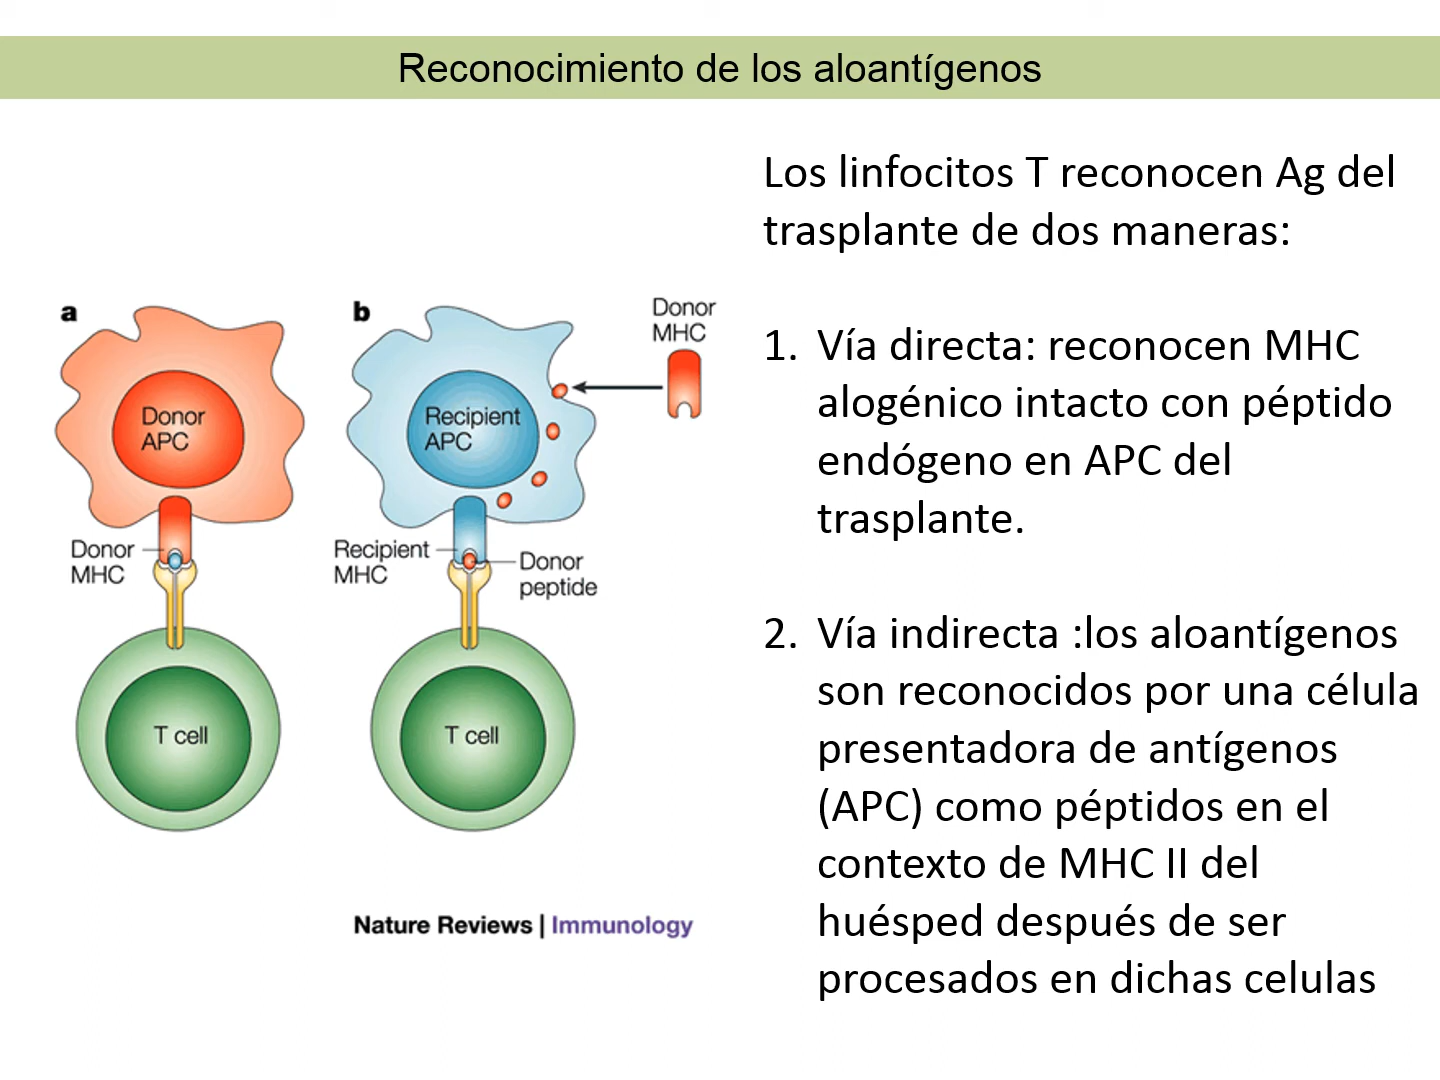 Reconocimiento de los aloantígenos
Los linfocitos T reconocen Ag del
trasplante de dos maneras:
1. Vía directa: reconocen MHC
alogénico intacto con péptido
endógeno en APC del
trasplante.
2. Vía indirecta :los aloantígenos
son reconocidos por una célula
presentadora de antígenos
(APC) como péptidos en el
contexto de MHC II del
huésped después de ser
procesados en dichas celulas
a
Donor
APC
Donor
MHC
T cell
b
Donor
MHC
Recipient
APC
Recipient
MHC
Donor
peptide
T cell
Nature Reviews | Immunology